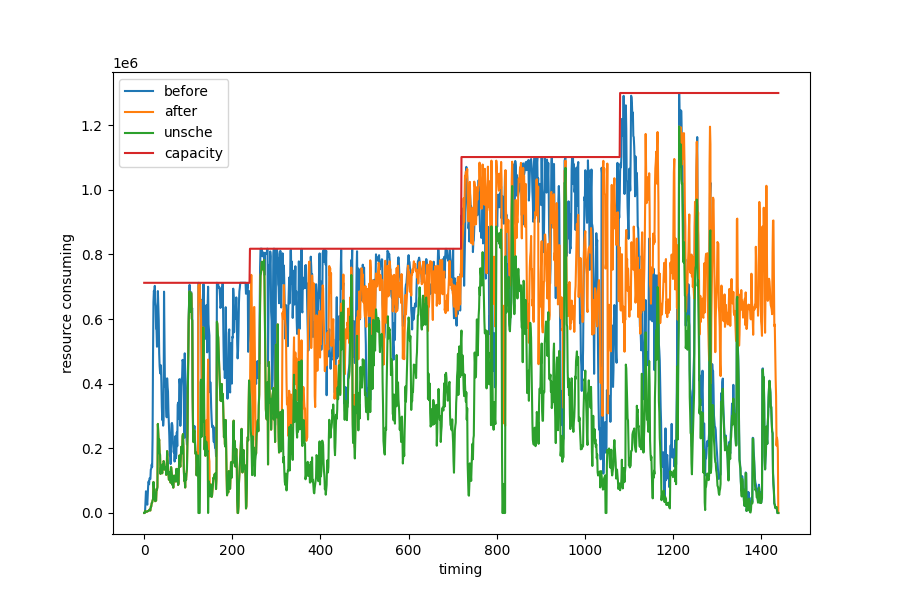 1e6
before
after
unsche
capacity
1.2
1.0
0.8
0.6
0.4
0.2
0.0
resource consuming
0 200 400 600 800 1000 1200 1400
timing